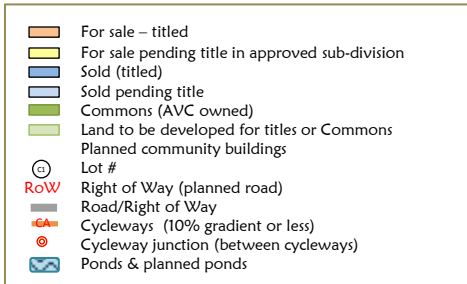 For sale – titled
For sale pending title in approved sub-division
Sold (titled)
Sold pending title
Commons (AVC owned)
Land to be developed for titles or Commons
Planned community buildings
C1 Lot #
RoW Right of Way (planned road)
Road/Right of Way
CA Cycleways (10% gradient or less)
Cycleway junction (between cycleways)
Ponds & planned ponds